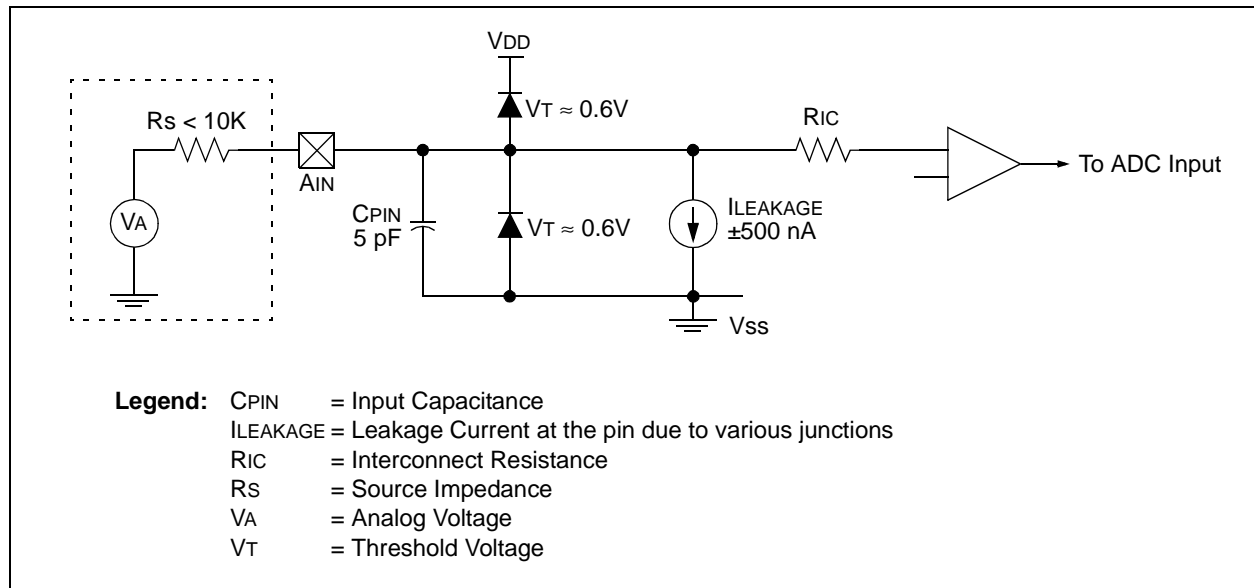 VDD
Rs < 10K
VT ≈ 0.6V
RIC
AIN
To ADC Input
VA
CPIN
5 pF
VT ≈ 0.6V
ILEAKAGE
±500 nA
Vss
Legend: CPIN = Input Capacitance
ILEAKAGE = Leakage Current at the pin due to various junctions
RIC = Interconnect Resistance
RS = Source Impedance
VA = Analog Voltage
VT = Threshold Voltage